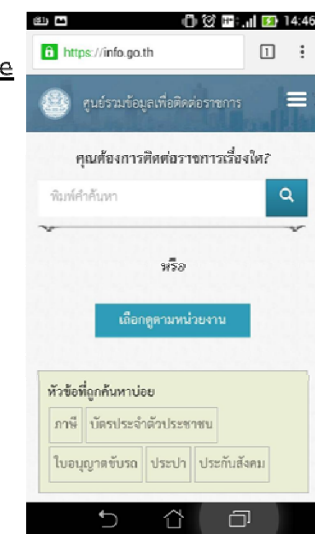 14:46
e
https://info.go.th
1
ศูนย์รวมข้อมูลเพื่อติดต่อราชการ
คุณต้องการติดต่อราชการเรื่องใด?
พิมพ์คำค้นหา
หรือ
เลือกดูตามหน่วยงาน
หัวข้อที่ถูกค้นหาบ่อย
ภาษี บัตรประจำตัวประชาชน
ใบอนุญาตขับรถ ประปา ประกันสังคม